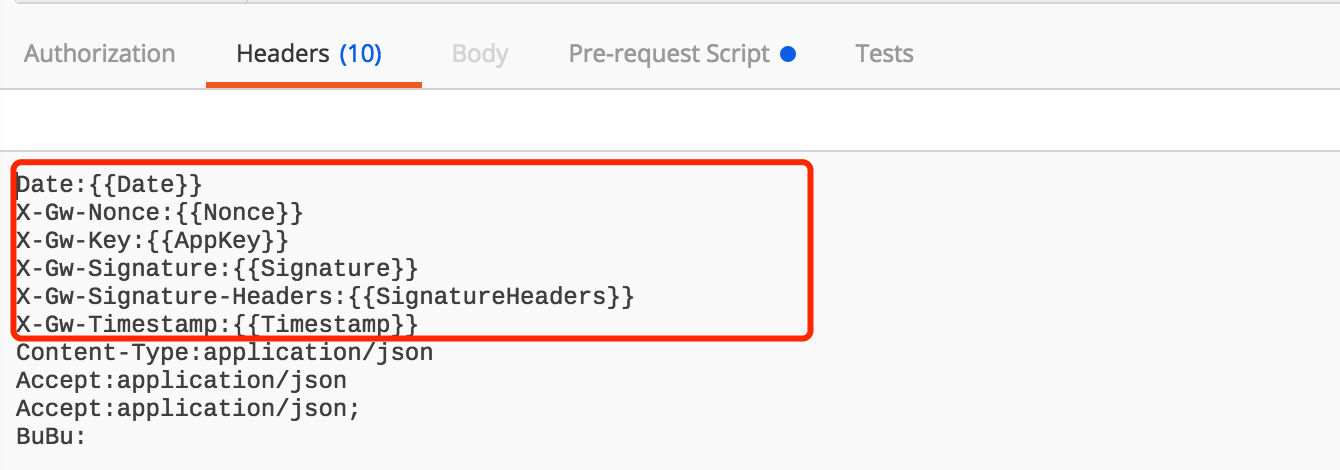 Authorization Headers (10) Body Pre-request Script Tests
Date:{{Date}}
X-Gw-Nonce:{{Nonce}}
X-Gw-Key:{{AppKey}}
X-Gw-Signature:{{Signature}}
X-Gw-Signature-Headers:{{SignatureHeaders}}
X-Gw-Timestamp:{{Timestamp}}
Content-Type:application/json
Accept:application/json
Accept:application/json;
BuBu: